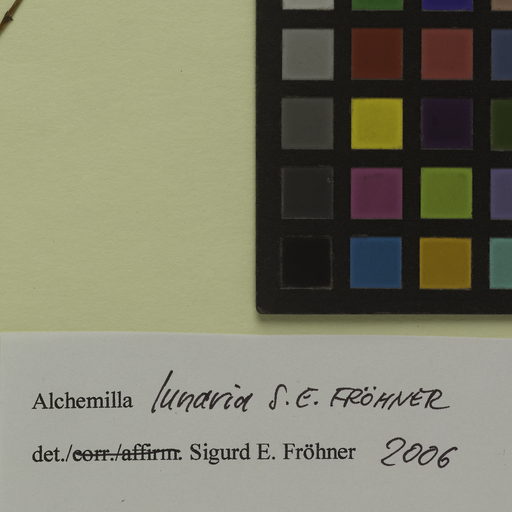 Alchemilla lunaria S. E. FRÖHNER
det./corr./affirm. Sigurd E. Fröhner 2006